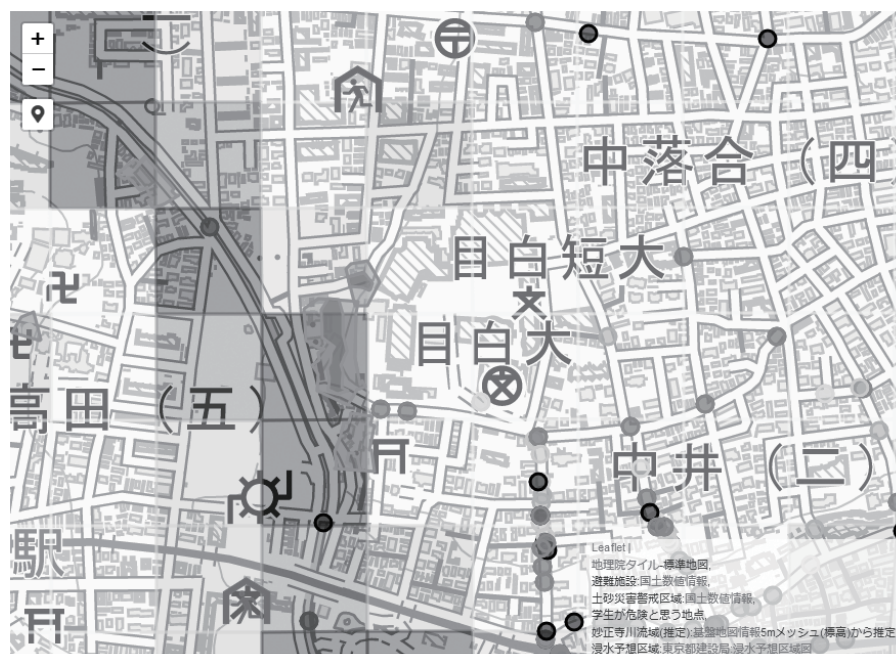 +
−
二
〒
中落合（四
目白短大
文
目白大
高田（五）
中井（二）
駅
Leaflet |
地理院タイル-標準地図,
避難施設:国土数値情報,
土砂災害警戒区域:国土数値情報,
学生が危険と思う地点,
妙正寺川流域(推定):基盤地図情報5mメッシュ(標高)から推定
浸水予想区域:東京都建設局:浸水予想区域図